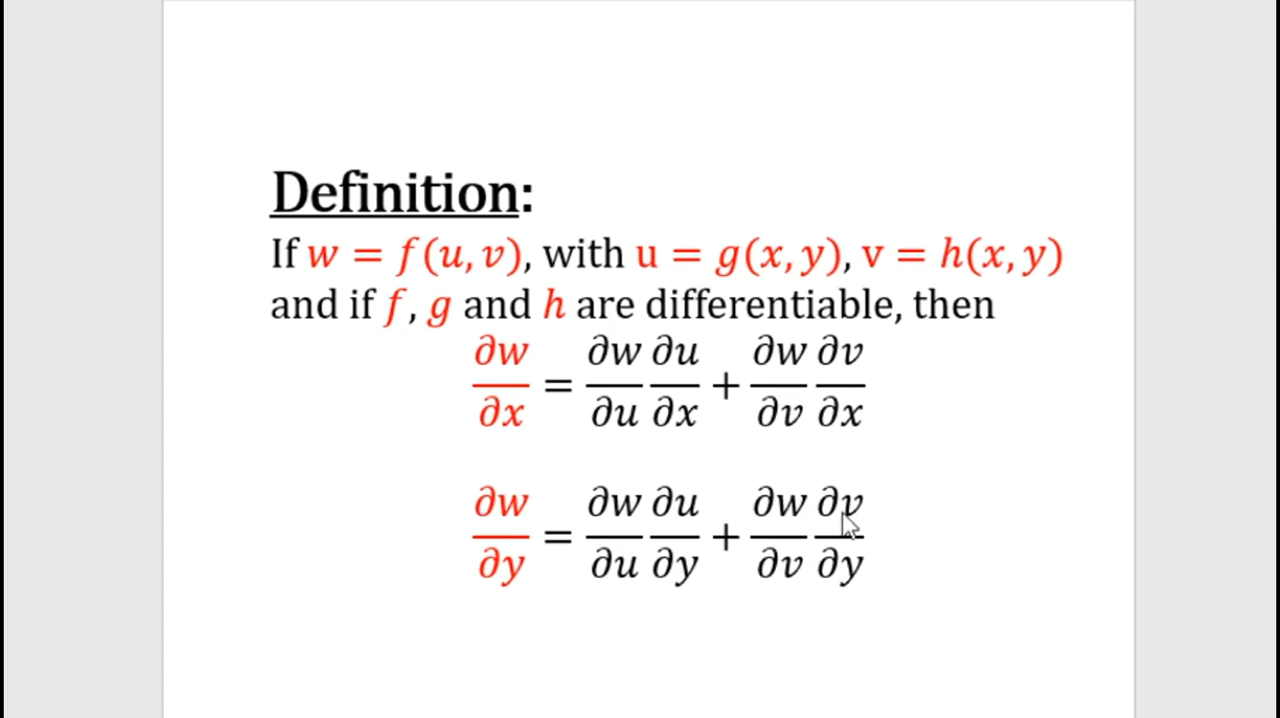 Definition:
If w = f(u, v), with u = g(x, y), v = h(x, y)
and if f, g and h are differentiable, then
∂w/∂x = ∂w/∂u ∂u/∂x + ∂w/∂v ∂v/∂x
∂w/∂y = ∂w/∂u ∂u/∂y + ∂w/∂v ∂v/∂y